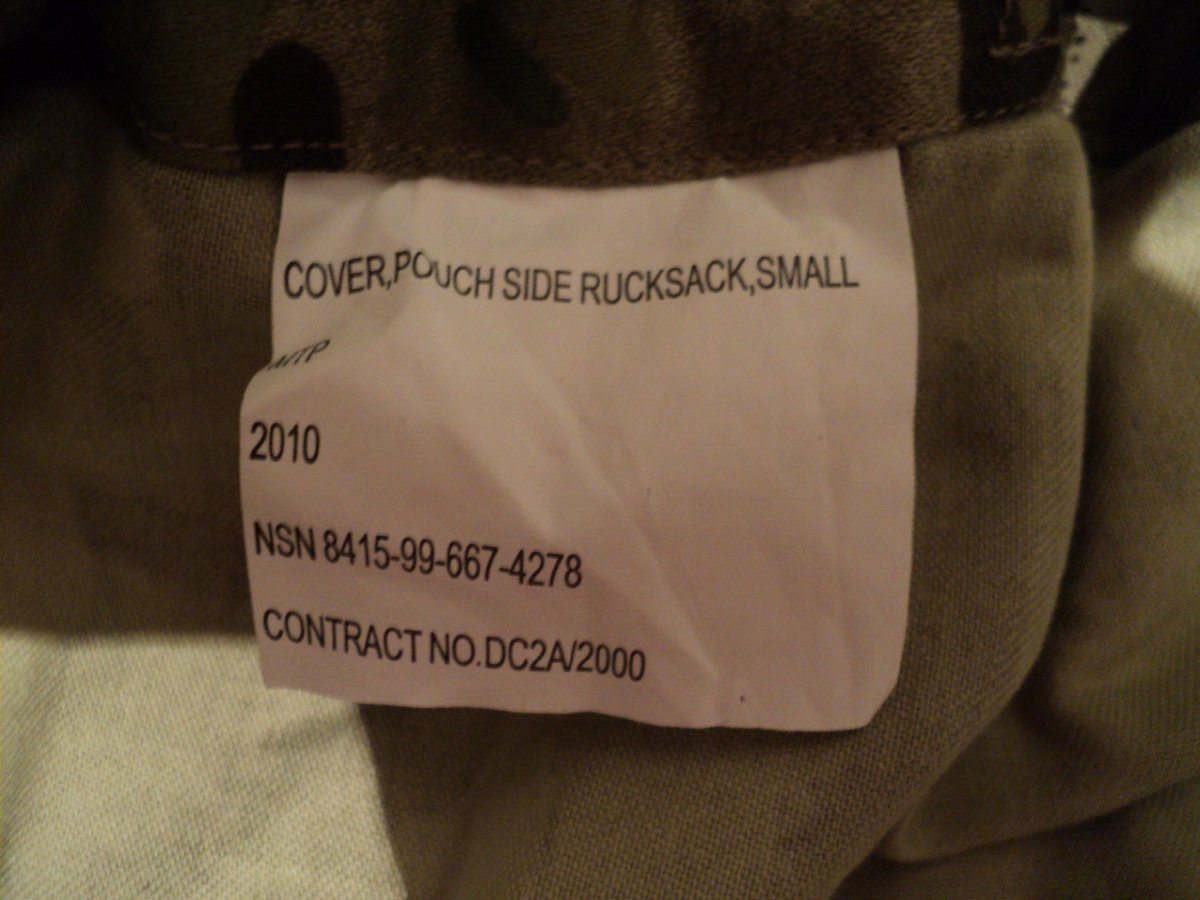 COVER,POUCH SIDE RUCKSACK,SMALL
MTP
2010
NSN 8415-99-667-4278
CONTRACT NO.DC2A/2000